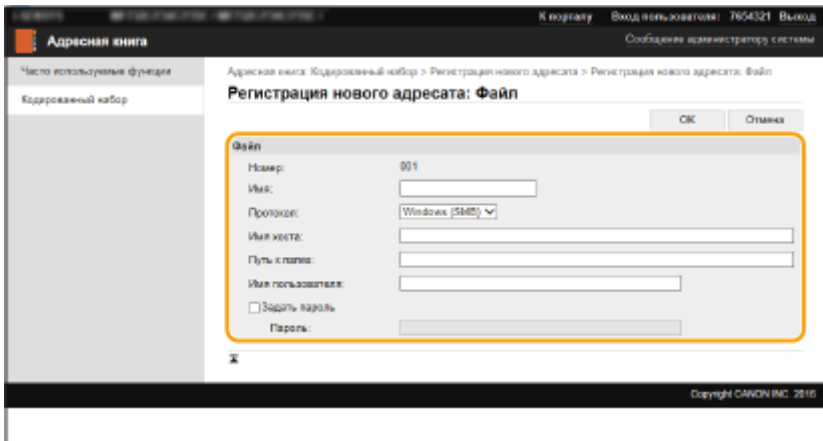 К порталу Вход пользователя: 7654321 Выход
Адресная книга
Сообщение администратору системы
Часто используемые функции
Кодированный набор
Адресная книга: Кодированный набор > Регистрация нового адресата > Регистрация нового адресата: Файл
Регистрация нового адресата: Файл
OK Отмена
Файл
Номер: 001
Имя:
Протокол: Windows (SMB)
Имя хоста:
Путь к папке:
Имя пользователя:
Задать пароль
Пароль:
Copyright CANON INC. 2016